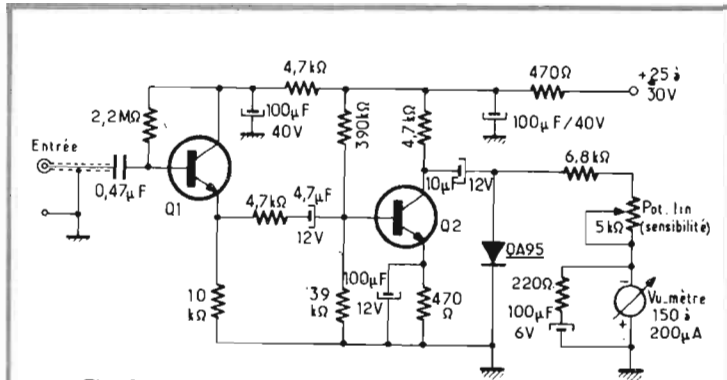 4,7kΩ
470Ω
+25 à
30V
2,2MΩ
100µF
40V
390kΩ
4,7kΩ
100µF/40V
Entrée
0,47µF
Q1
4,7kΩ
4,7µF
12V
10µF
12V
Q2
6,8kΩ
Pot. lin
(sensibilité)
5kΩ
OA95
10
kΩ
39
kΩ
100µF
12V
470
Ω
220Ω
100µF
6V
-
+
Vu-mètre
150 à
200µA